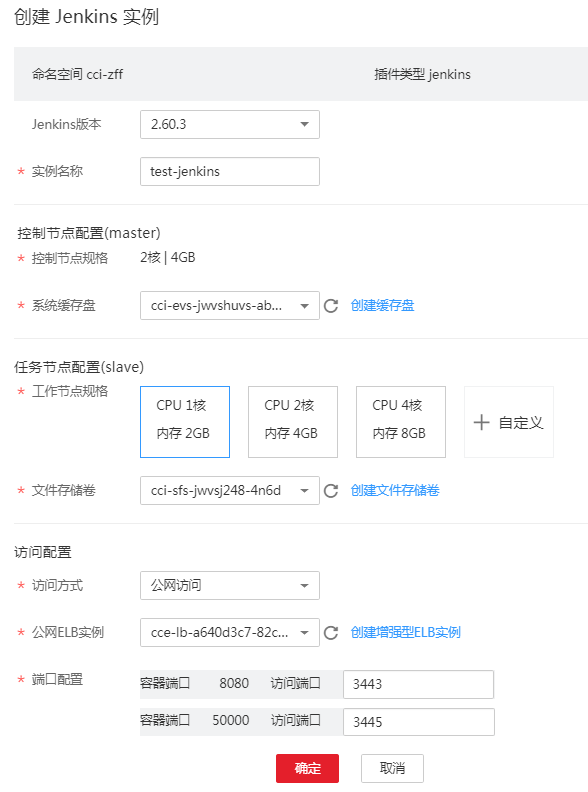 创建 Jenkins 实例
命名空间 cci-zff 插件类型 jenkins
Jenkins版本 2.60.3
* 实例名称 test-jenkins
控制节点配置(master)
* 控制节点规格 2核 | 4GB
* 系统缓存盘 cci-evs-jwvshuvs-ab... 创建缓存盘
任务节点配置(slave)
* 工作节点规格
CPU 1核 CPU 2核 CPU 4核
内存 2GB 内存 4GB 内存 8GB
自定义
* 文件存储卷 cci-sfs-jwvsj248-4n6d 创建文件存储卷
访问配置
* 访问方式 公网访问
* 公网ELB实例 cce-lb-a640d3c7-82c... 创建增强型ELB实例
* 端口配置 容器端口 8080 访问端口 3443
容器端口 50000 访问端口 3445
确定 取消